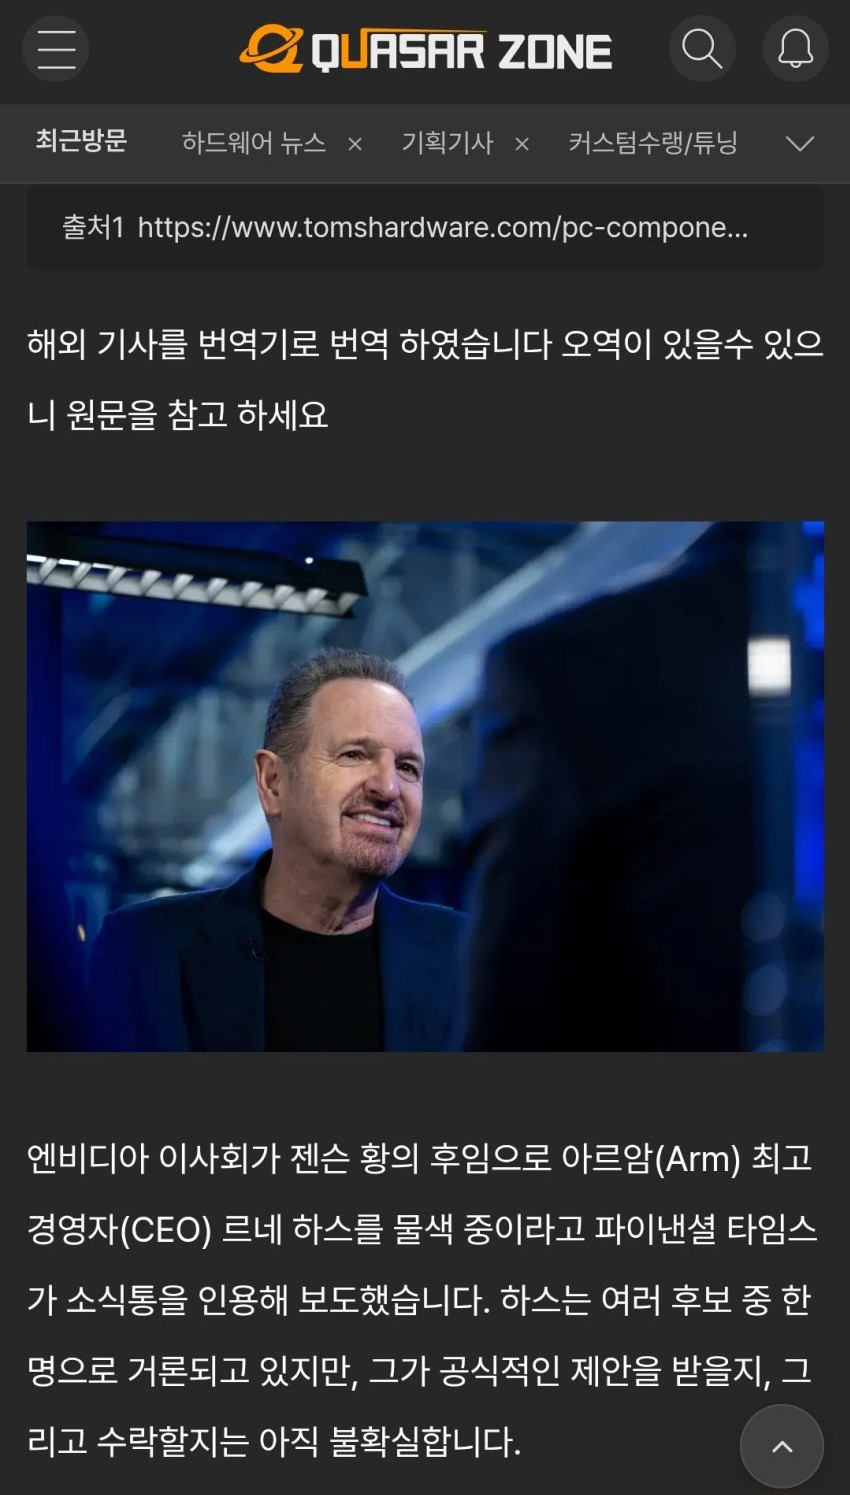 QUASAR ZONE
최근방문 하드웨어 뉴스 × 기획기사 × 커스텀수랭/튜닝
출처1 https://www.tomshardware.com/pc-compone...
해외 기사를 번역기로 번역 하였습니다 오역이 있을수 있으
니 원문을 참고 하세요
엔비디아 이사회가 젠슨 황의 후임으로 아르암(Arm) 최고
경영자(CEO) 르네 하스를 물색 중이라고 파이낸셜 타임스
가 소식통을 인용해 보도했습니다. 하스는 여러 후보 중 한
명으로 거론되고 있지만, 그가 공식적인 제안을 받을지, 그
리고 수락할지는 아직 불확실합니다.